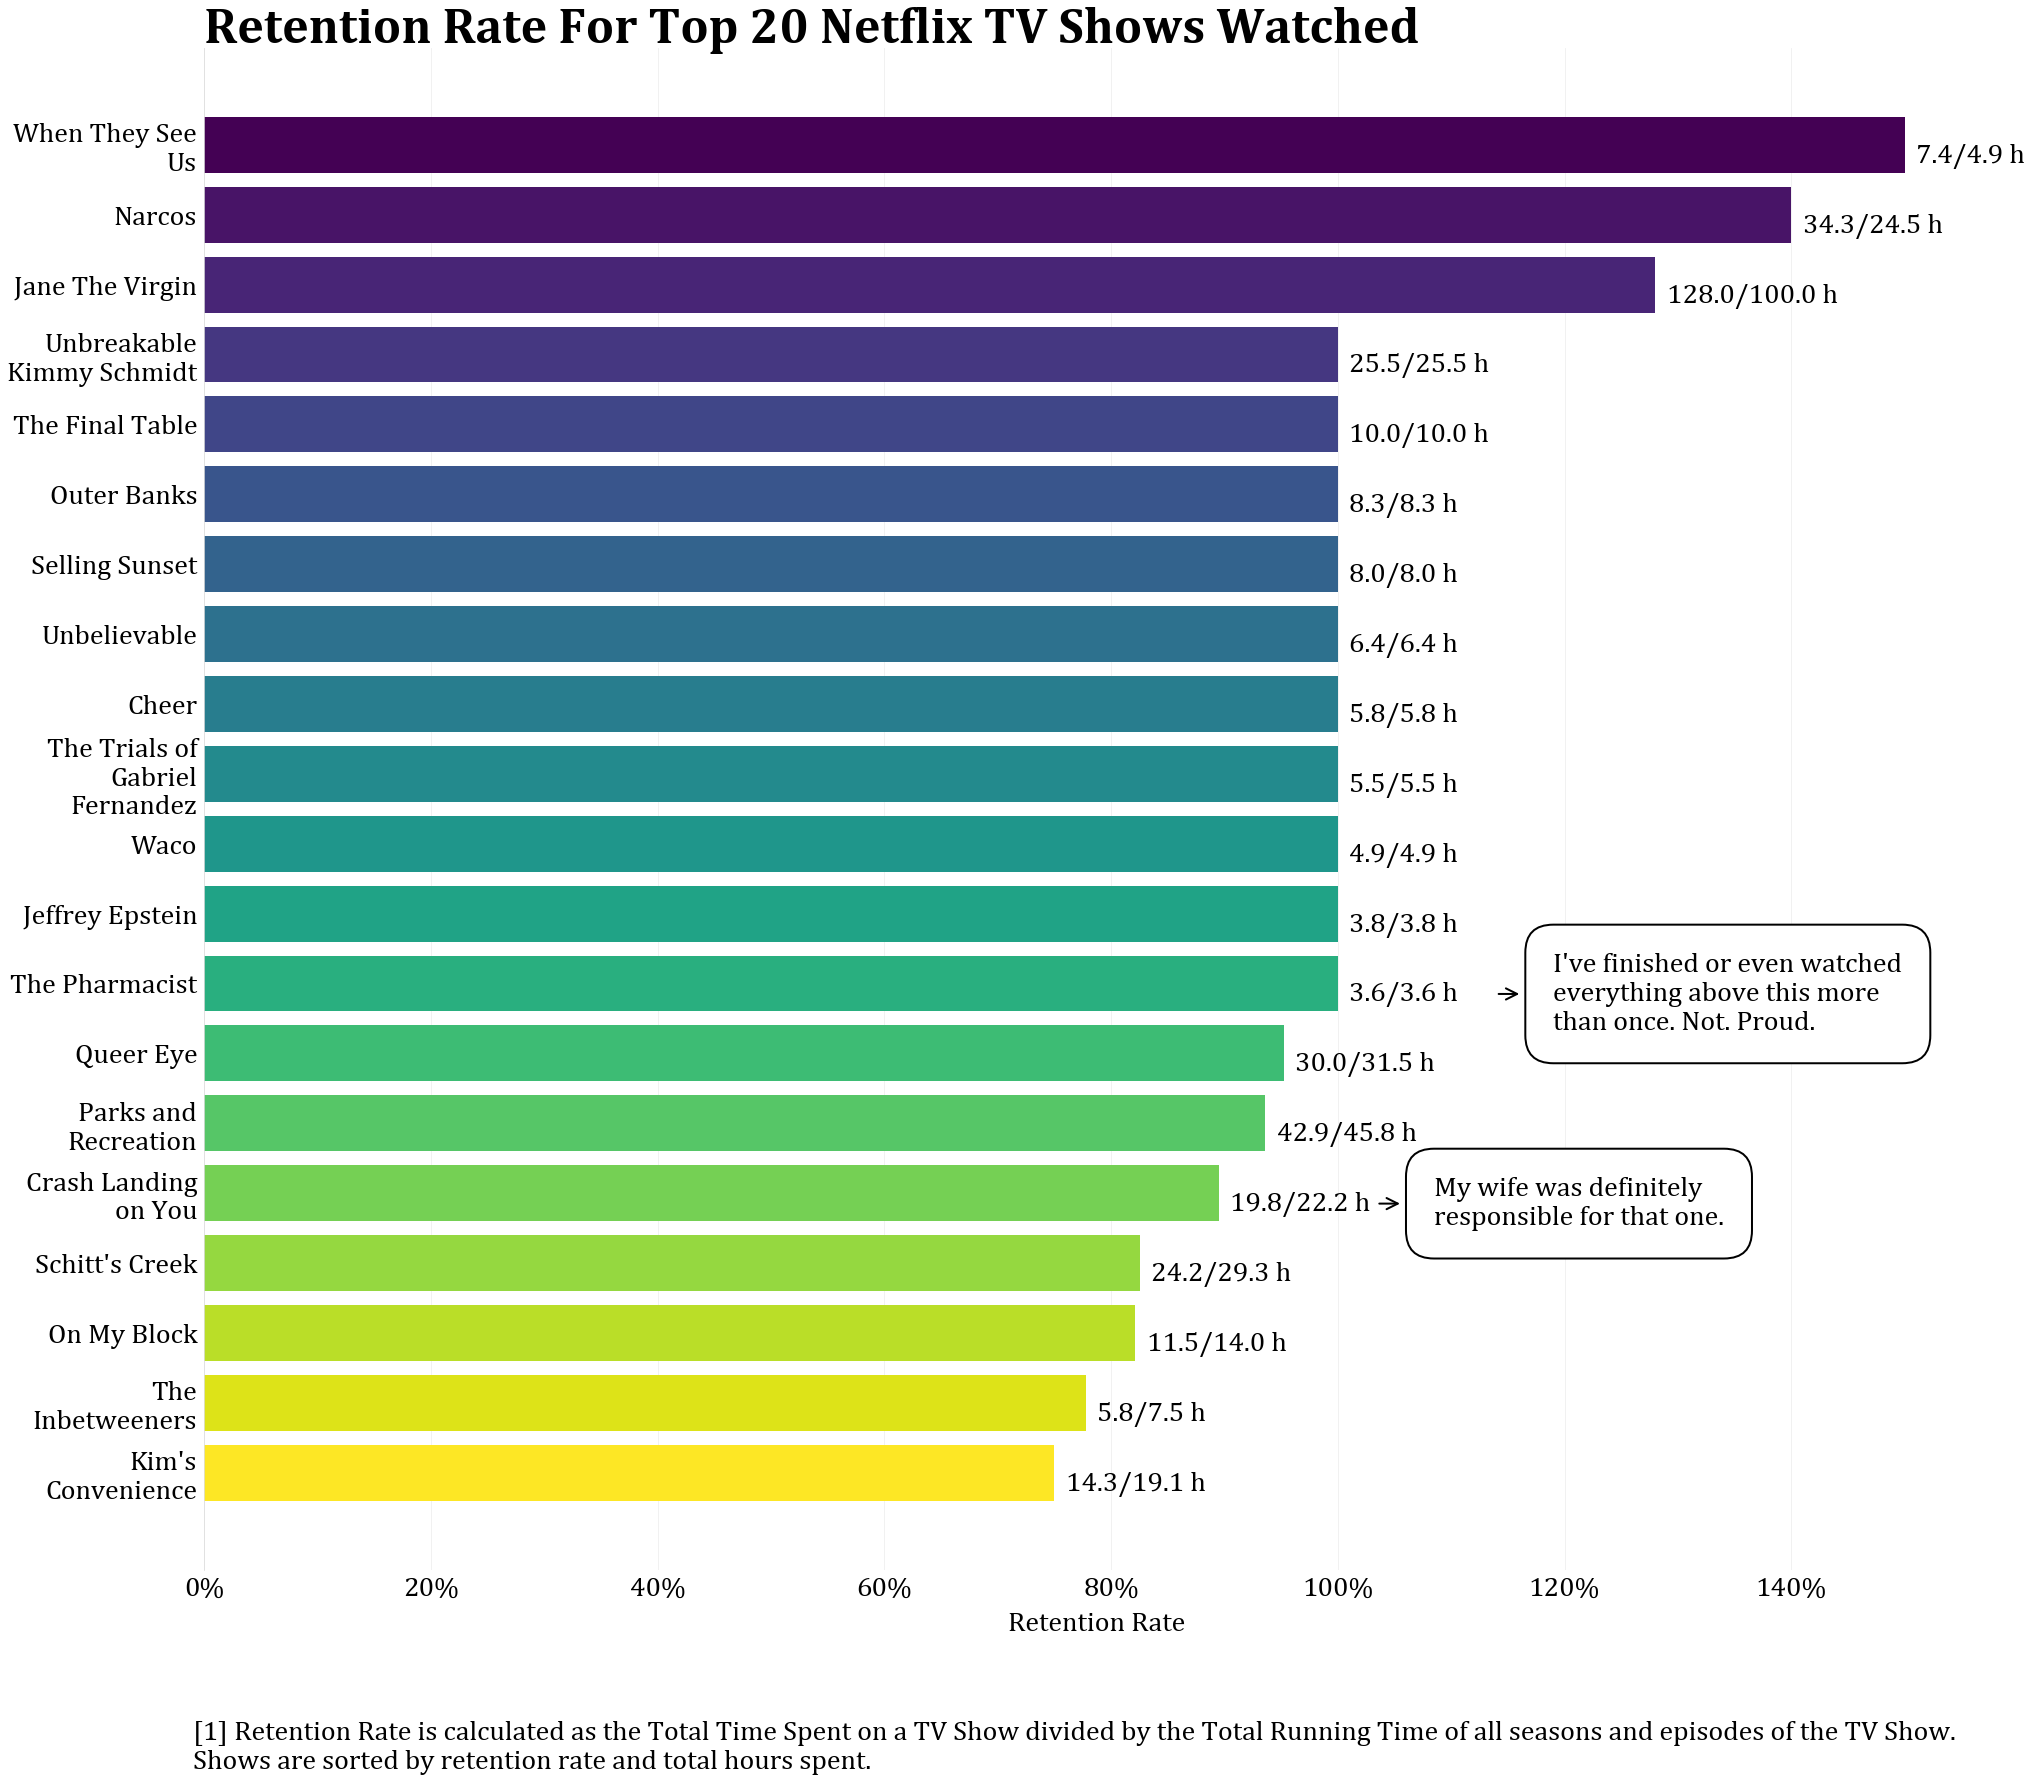 Retention Rate For Top 20 Netflix TV Shows Watched
When They See
Us
7.4/4.9 h
Narcos
34.3/24.5 h
Jane The Virgin
128.0/100.0 h
Unbreakable
Kimmy Schmidt
25.5/25.5 h
The Final Table
10.0/10.0 h
Outer Banks
8.3/8.3 h
Selling Sunset
8.0/8.0 h
Unbelievable
6.4/6.4 h
Cheer
5.8/5.8 h
The Trials of
Gabriel
Fernandez
5.5/5.5 h
Waco
4.9/4.9 h
Jeffrey Epstein
3.8/3.8 h
The Pharmacist
3.6/3.6 h
I've finished or even watched
everything above this more
than once. Not. Proud.
Queer Eye
30.0/31.5 h
Parks and
Recreation
42.9/45.8 h
Crash Landing
on You
19.8/22.2 h
My wife was definitely
responsible for that one.
Schitt's Creek
24.2/29.3 h
On My Block
11.5/14.0 h
The
Inbetweeners
5.8/7.5 h
Kim's
Convenience
14.3/19.1 h
0% 20% 40% 60% 80% 100% 120% 140%
Retention Rate
[1] Retention Rate is calculated as the Total Time Spent on a TV Show divided by the Total Running Time of all seasons and episodes of the TV Show.
Shows are sorted by retention rate and total hours spent.